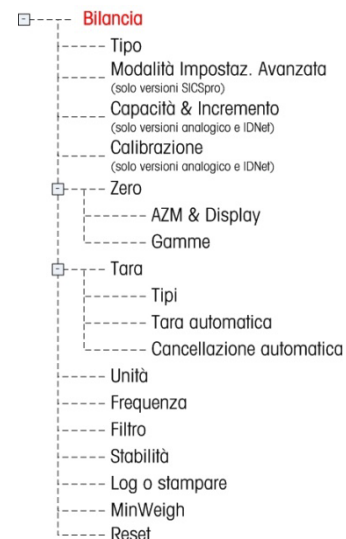 Bilancia
Tipo
Modalità Impostaz. Avanzata
(solo versioni SICSpro)
Capacità & Incremento
(solo versioni analogico e IDNet)
Calibrazione
(solo versioni analogico e IDNet)
Zero
AZM & Display
Gamme
Tara
Tipi
Tara automatica
Cancellazione automatica
Unità
Frequenza
Filtro
Stabilità
Log o stampare
MinWeigh
Reset